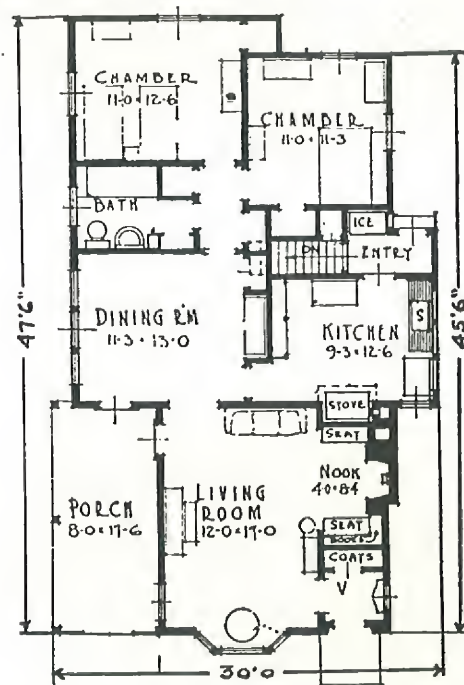 CHAMBER
11-0×12-6
CHAMBER
11-0×11-3
BATH
ICE
DN
ENTRY
47'6"
45'6"
DINING R'M
11-3×13-0
KITCHEN
9-3×12-6
S
STOVE
SEAT
NOOK
4-0×8-4
PORCH
8-0×17-6
LIVING
ROOM
12-0×17-0
SEAT
BOOKS
COATS
V
30'0